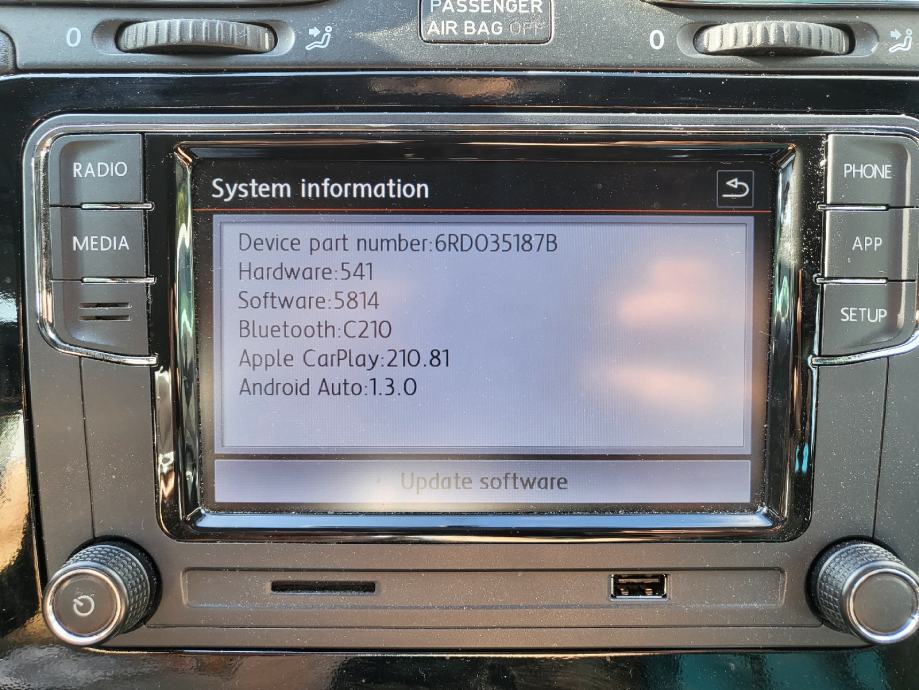 PASSENGER
AIR BAG OFF
0
0
RADIO
MEDIA
PHONE
APP
SETUP
System information
Device part number:6RD035187B
Hardware:541
Software:5814
Bluetooth:C210
Apple CarPlay:210.81
Android Auto:1.3.0
Update software